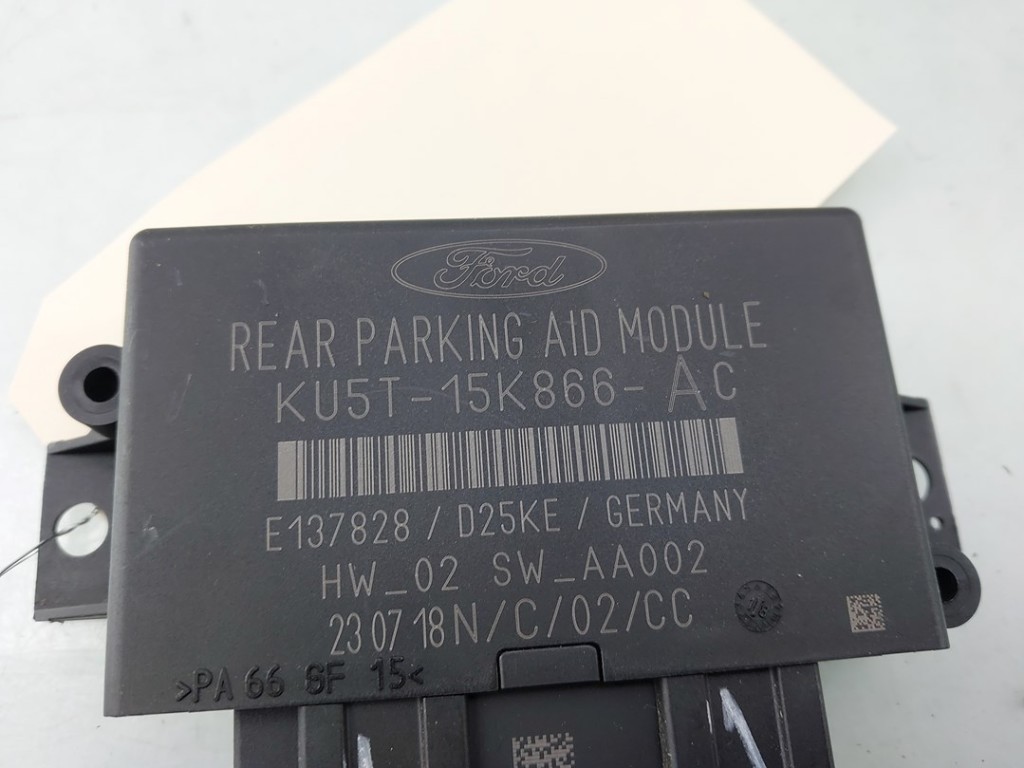 Ford
REAR PARKING AID MODULE
KU5T-15K866-AC
E137828 / D25KE / GERMANY
HW_02 SW_AA002
23 07 18 N/C/02/CC
>PA 66 GF 15<